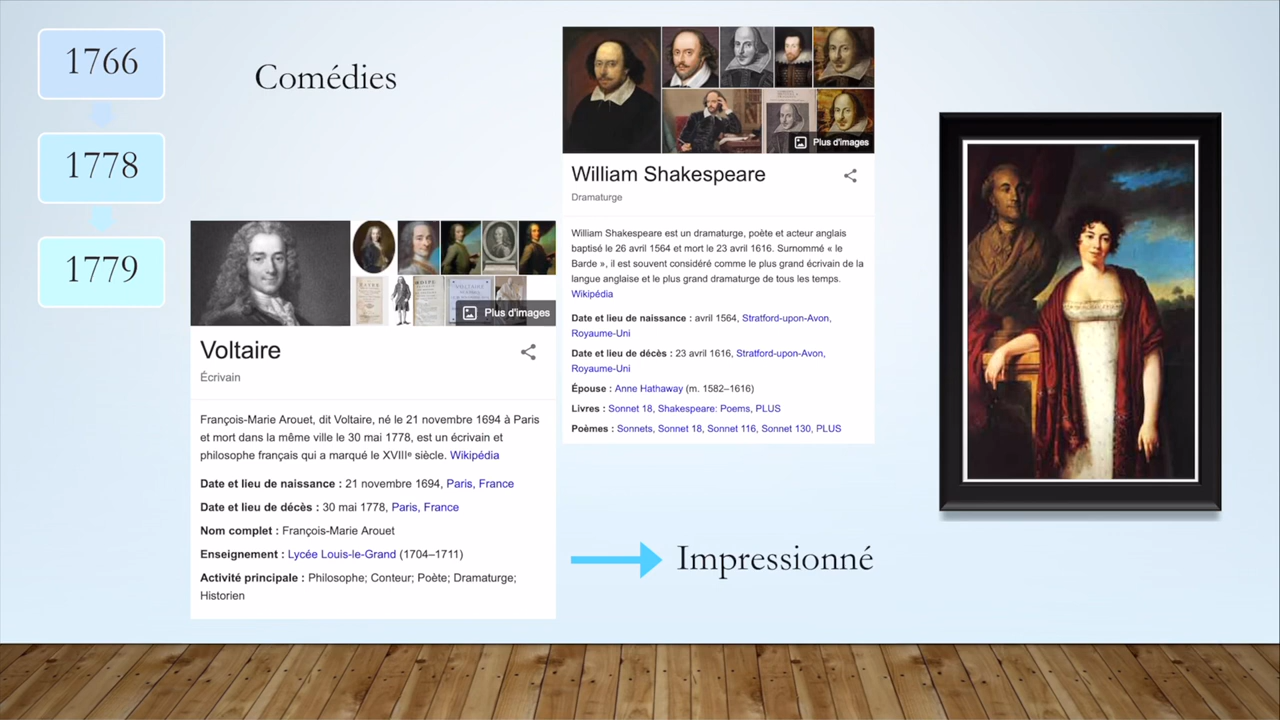 1766
1778
1779
Comédies
Plus d'images
William Shakespeare
Dramaturge
William Shakespeare est un dramaturge, poète et acteur anglais
baptisé le 26 avril 1564 et mort le 23 avril 1616. Surnommé « le
Barde », il est souvent considéré comme le plus grand écrivain de la
langue anglaise et le plus grand dramaturge de tous les temps.
Wikipédia
Date et lieu de naissance : avril 1564, Stratford-upon-Avon,
Royaume-Uni
Date et lieu de décès : 23 avril 1616, Stratford-upon-Avon,
Royaume-Uni
Épouse : Anne Hathaway (m. 1582–1616)
Livres : Sonnet 18, Shakespeare: Poems, PLUS
Poèmes : Sonnets, Sonnet 18, Sonnet 116, Sonnet 130, PLUS
Plus d'images
Voltaire
Écrivain
François-Marie Arouet, dit Voltaire, né le 21 novembre 1694 à Paris
et mort dans la même ville le 30 mai 1778, est un écrivain et
philosophe français qui a marqué le XVIIIᵉ siècle. Wikipédia
Date et lieu de naissance : 21 novembre 1694, Paris, France
Date et lieu de décès : 30 mai 1778, Paris, France
Nom complet : François-Marie Arouet
Enseignement : Lycée Louis-le-Grand (1704–1711)
Activité principale : Philosophe; Conteur; Poète; Dramaturge;
Historien
Impressionné